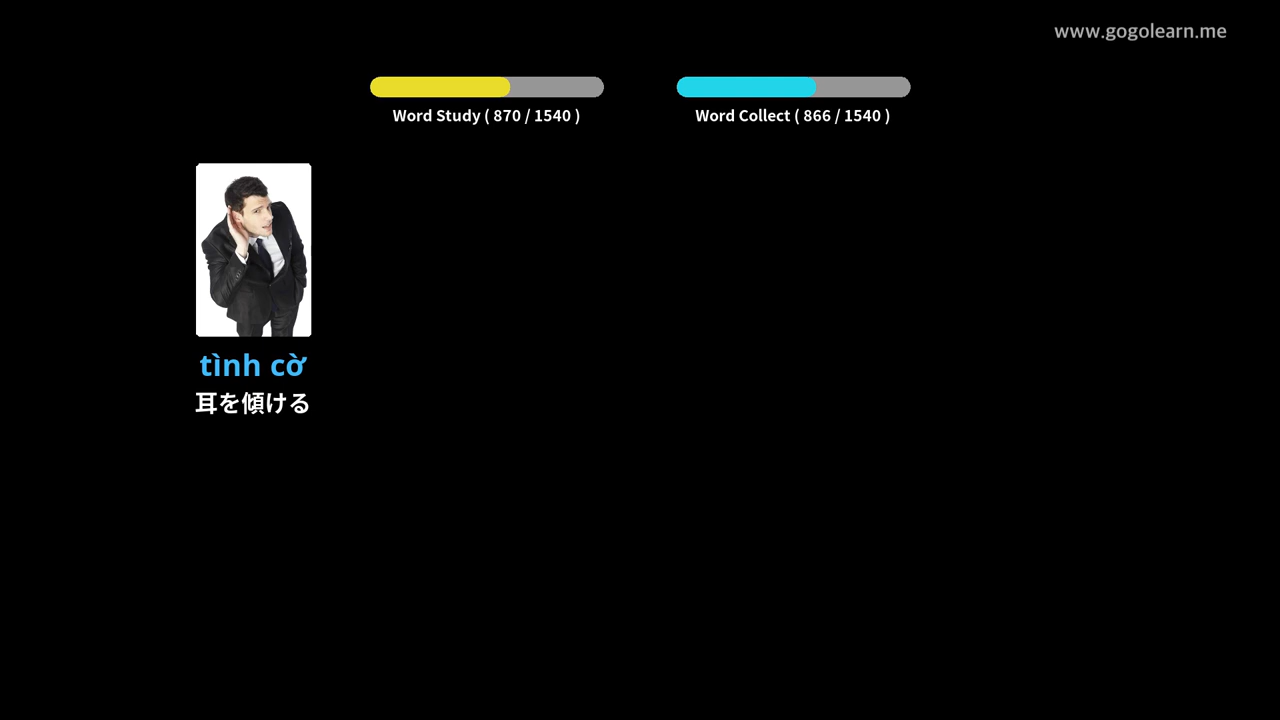 www.gogolearn.me
Word Study ( 870 / 1540 )
Word Collect ( 866 / 1540 )
tình cờ
耳を傾ける